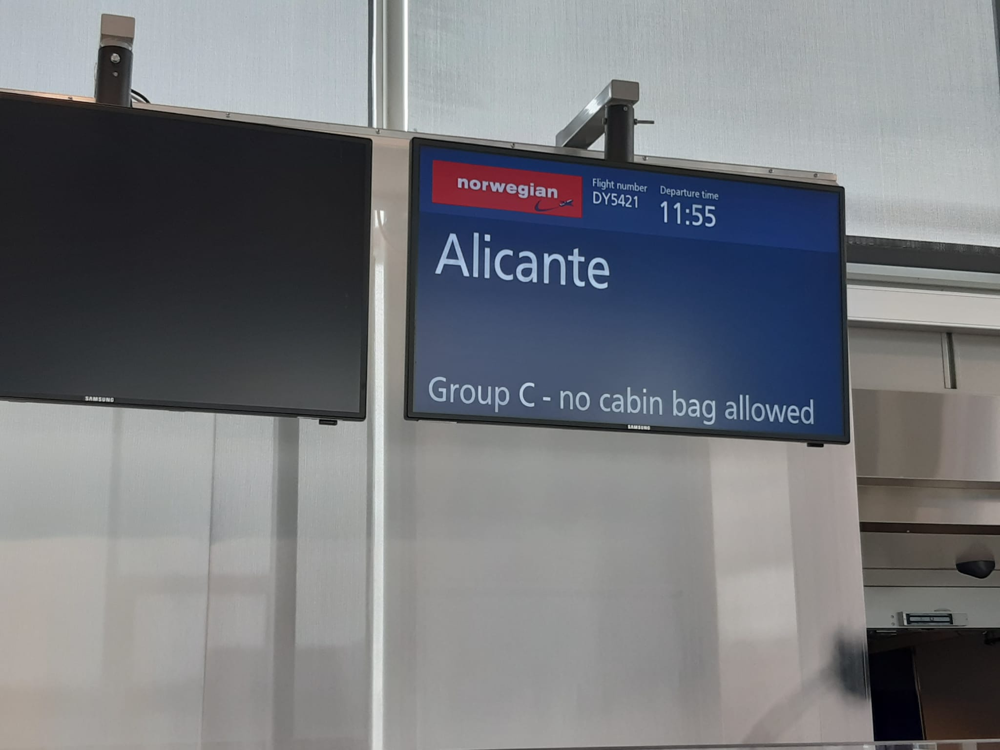 norwegian
Flight number
DY5421
Departure time
11:55
Alicante
Group C - no cabin bag allowed
SAMSUNG
SAMSUNG